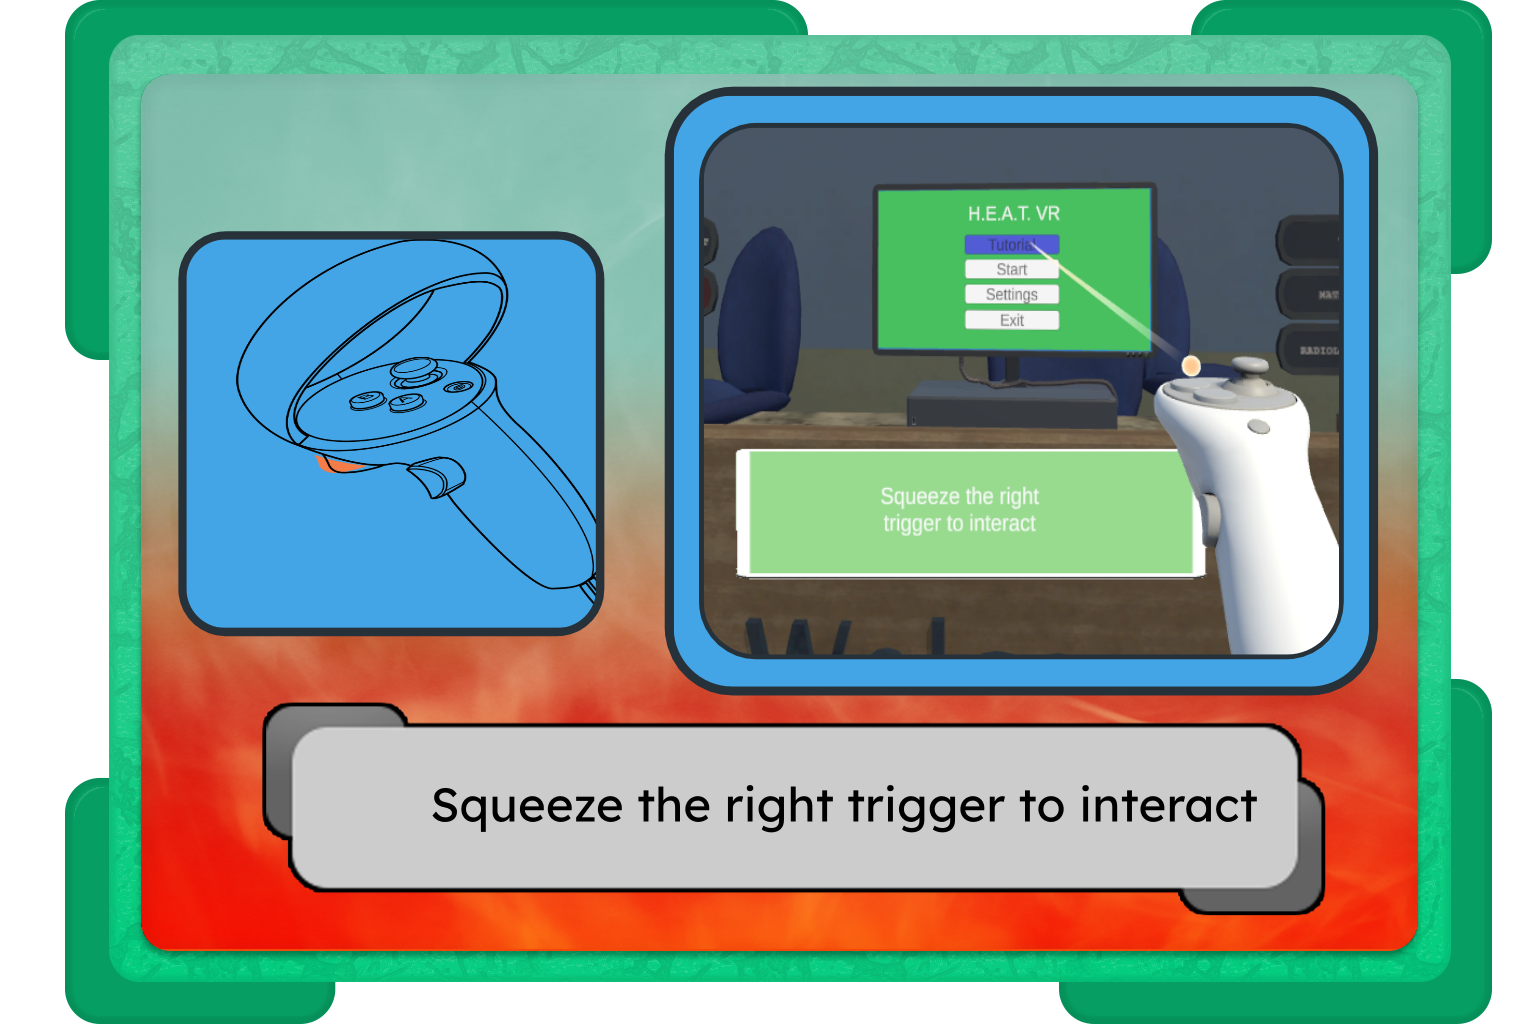 H.E.A.T. VR
Tutorial
Start
Settings
Exit
Squeeze the right
trigger to interact
Squeeze the right trigger to interact